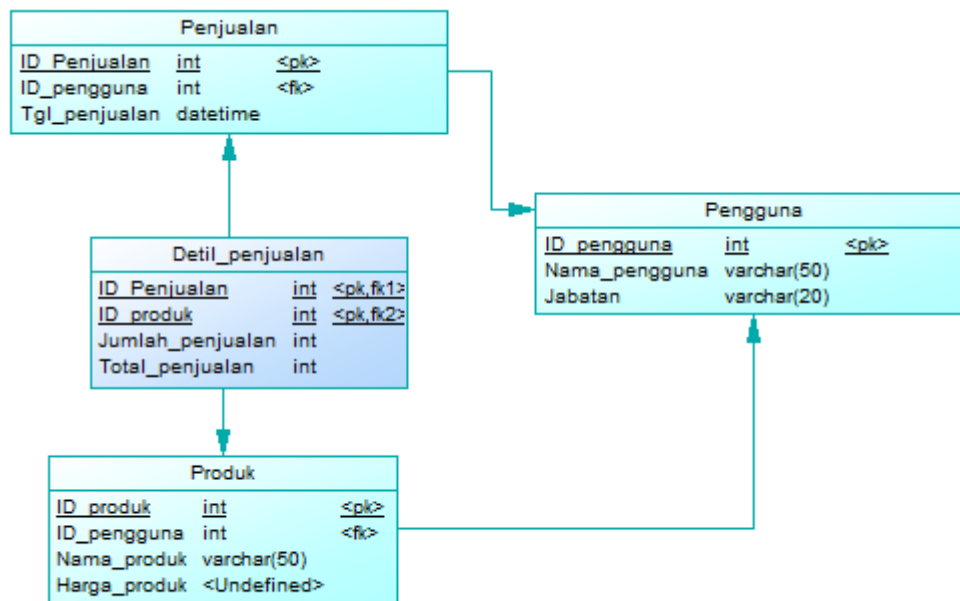 Penjualan
ID_Penjualan int <pk>
ID_pengguna int <fk>
Tgl_penjualan datetime
Pengguna
ID_pengguna int <pk>
Nama_pengguna varchar(50)
Jabatan varchar(20)
Detil_penjualan
ID_Penjualan int <pk,fk1>
ID_produk int <pk,fk2>
Jumlah_penjualan int
Total_penjualan int
Produk
ID_produk int <pk>
ID_pengguna int <fk>
Nama_produk varchar(50)
Harga_produk <Undefined>